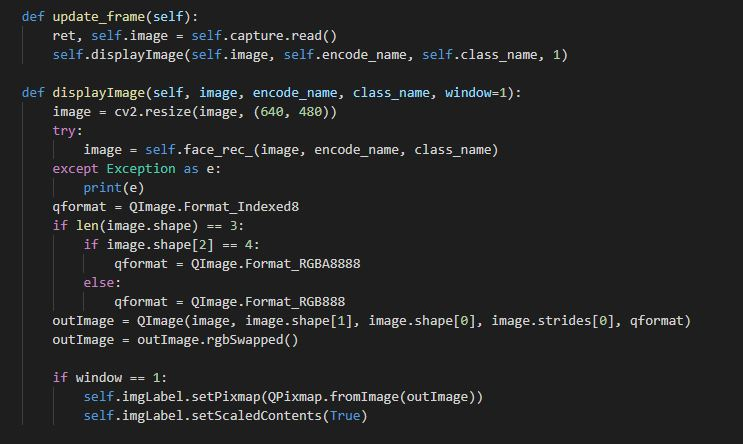 def update_frame(self):
    ret, self.image = self.capture.read()
    self.displayImage(self.image, self.encode_name, self.class_name, 1)

def displayImage(self, image, encode_name, class_name, window=1):
    image = cv2.resize(image, (640, 480))
    try:
        image = self.face_rec_(image, encode_name, class_name)
    except Exception as e:
        print(e)
    qformat = QImage.Format_Indexed8
    if len(image.shape) == 3:
        if image.shape[2] == 4:
            qformat = QImage.Format_RGBA8888
        else:
            qformat = QImage.Format_RGB888
    outImage = QImage(image, image.shape[1], image.shape[0], image.strides[0], qformat)
    outImage = outImage.rgbSwapped()

    if window == 1:
        self.imgLabel.setPixmap(QPixmap.fromImage(outImage))
        self.imgLabel.setScaledContents(True)